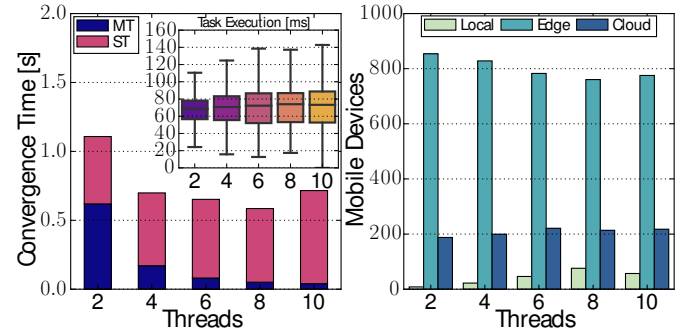 2.0
1.5
1.0
0.5
0.0
Convergence Time [s]
MT
ST
Task Execution [ms]
160
140
120
100
80
60
40
20
0
2 4 6 8 10
2 4 6 8 10
Threads
Local Edge Cloud
1000
800
600
400
200
0
Mobile Devices
2 4 6 8 10
Threads